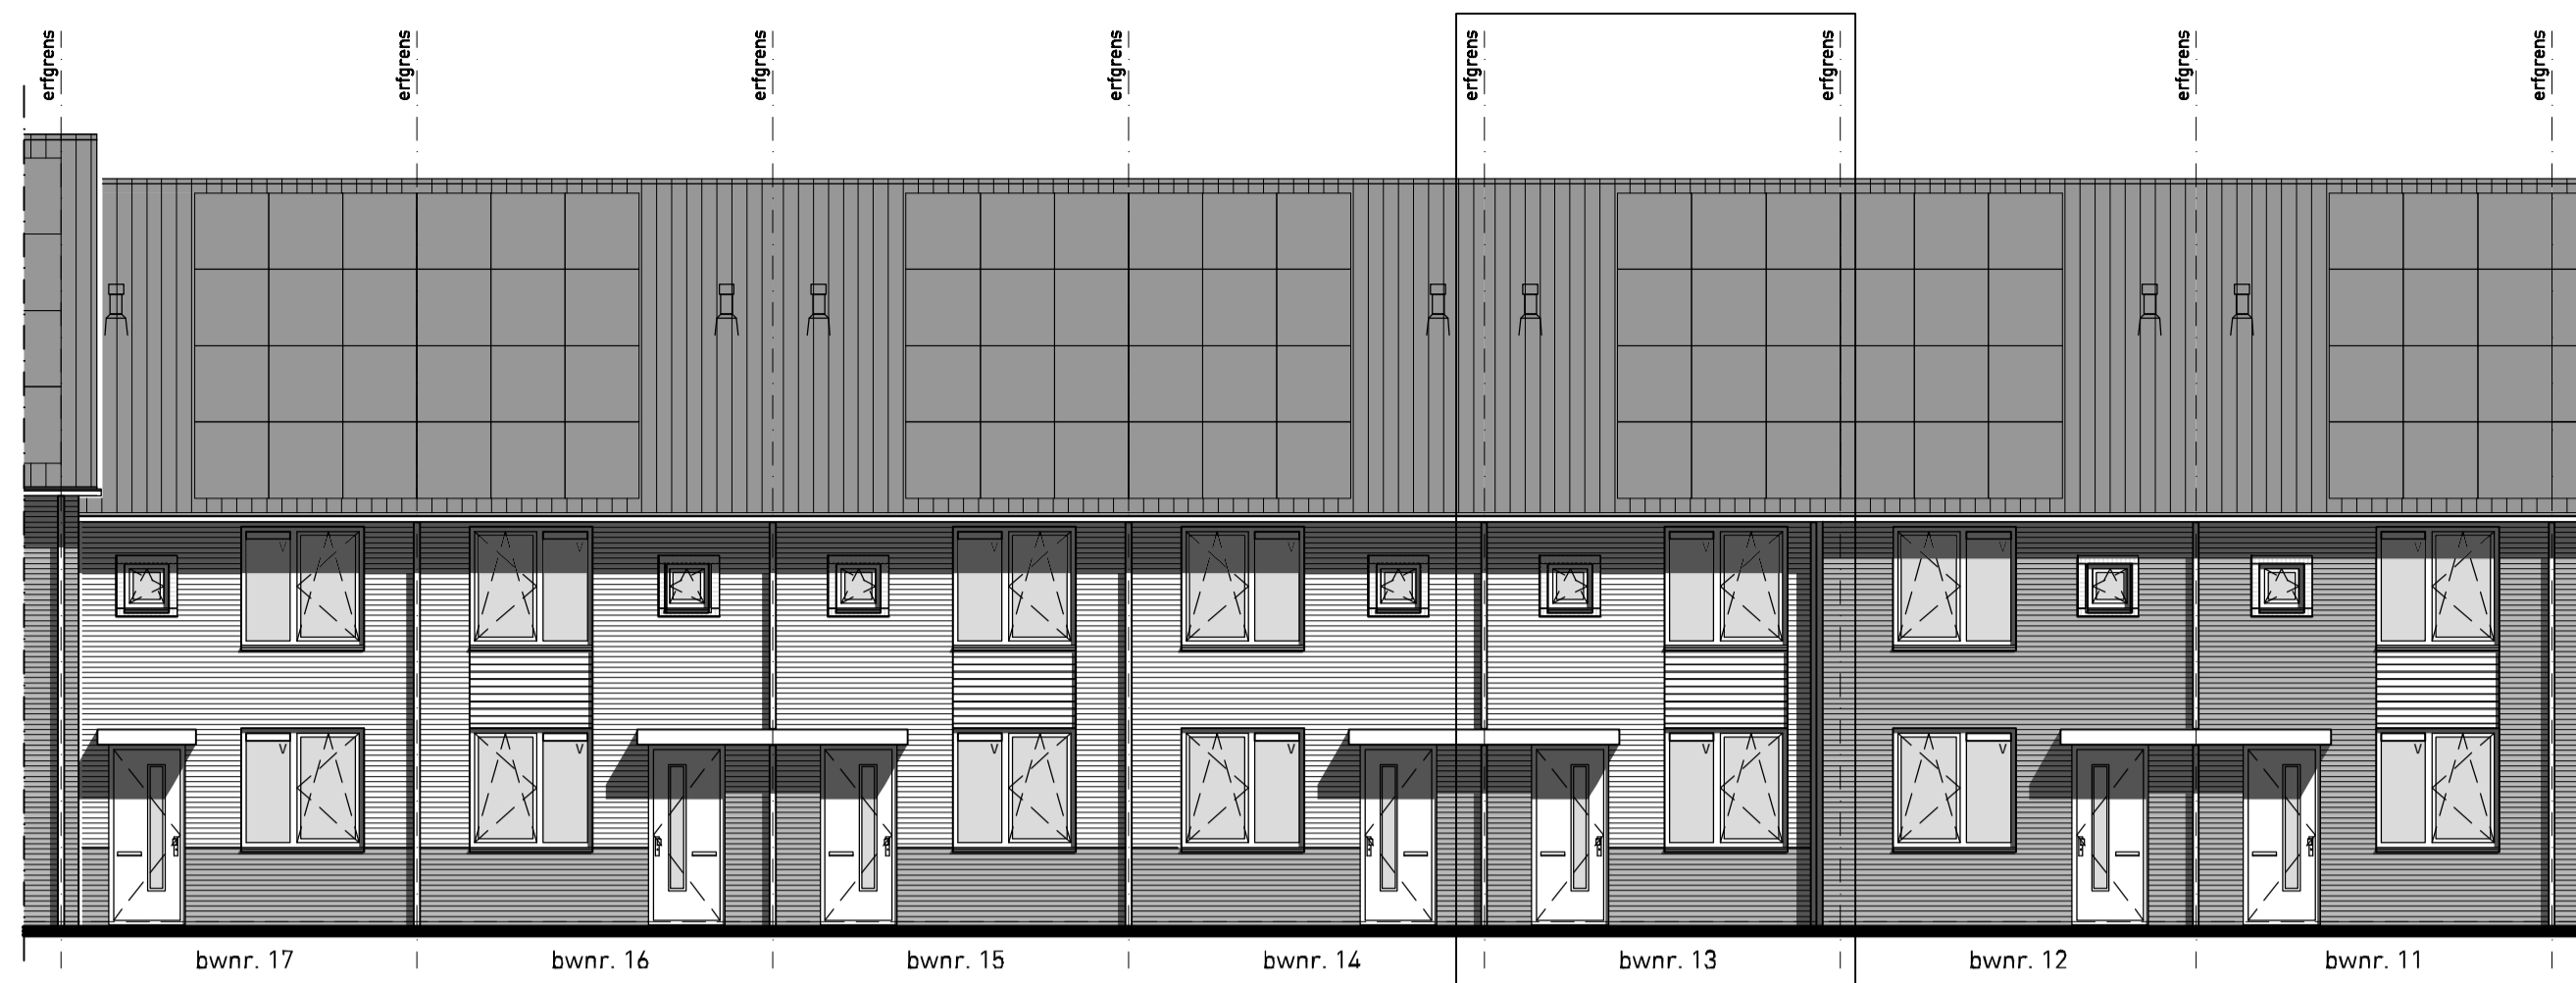 erfgrens
erfgrens
erfgrens
erfgrens
erfgrens
erfgrens
erfgrens
erfgrens
V
V
V
V
V
V
V
V
V
V
V
V
V
V
bwnr. 17
bwnr. 16
bwnr. 15
bwnr. 14
bwnr. 13
bwnr. 12
bwnr. 11